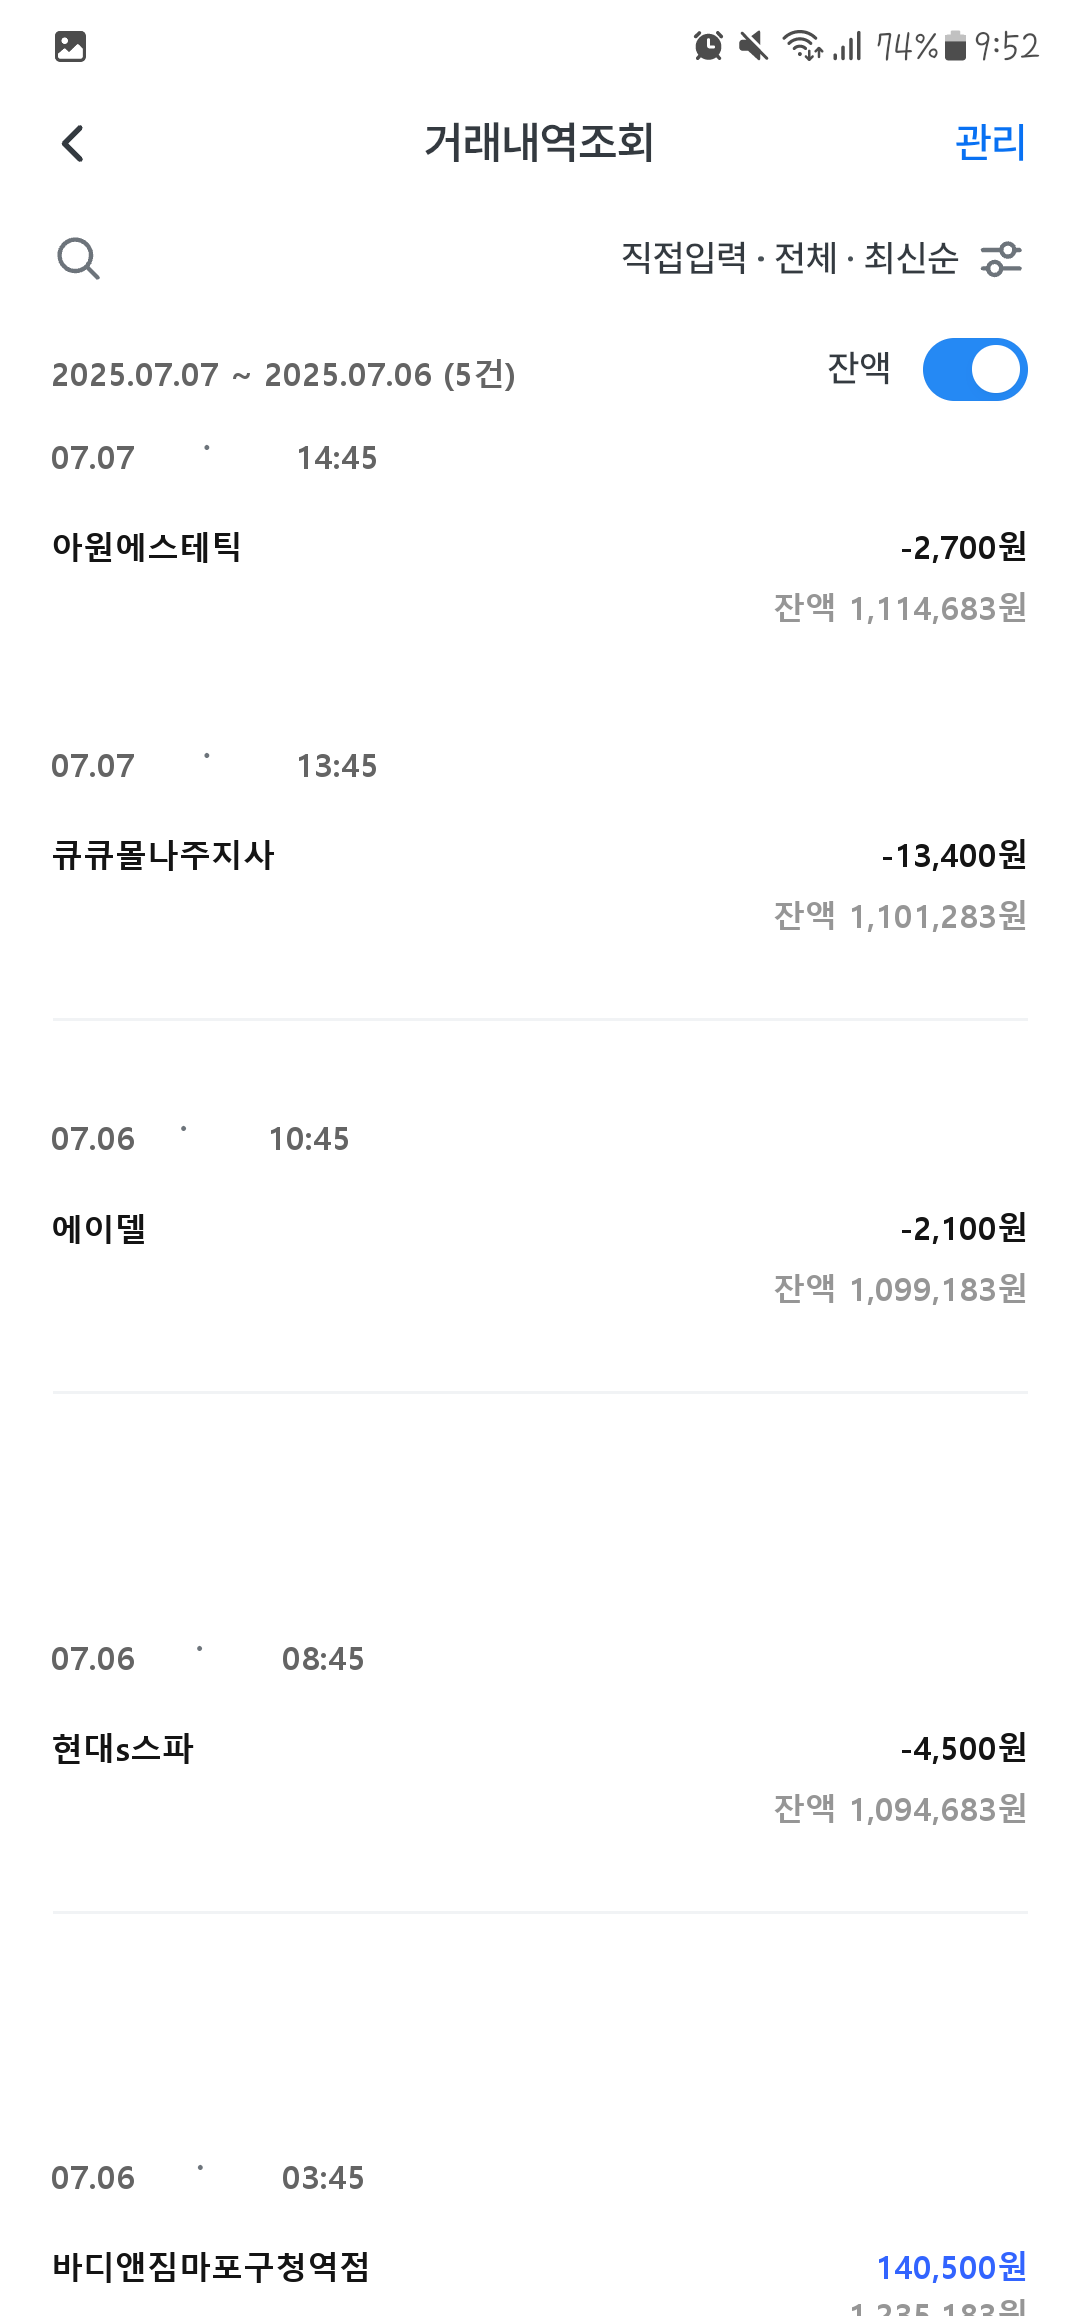 74% 9:52
거래내역조회 관리
직접입력 · 전체 · 최신순
2025.07.07 ~ 2025.07.06 (5건) 잔액
07.07 · 14:45
아원에스테틱 -2,700원
잔액 1,114,683원
07.07 · 13:45
큐큐몰나주지사 -13,400원
잔액 1,101,283원
07.06 · 10:45
에이델 -2,100원
잔액 1,099,183원
07.06 · 08:45
현대s스파 -4,500원
잔액 1,094,683원
07.06 · 03:45
바디앤짐마포구청역점 140,500원
1,235,183원